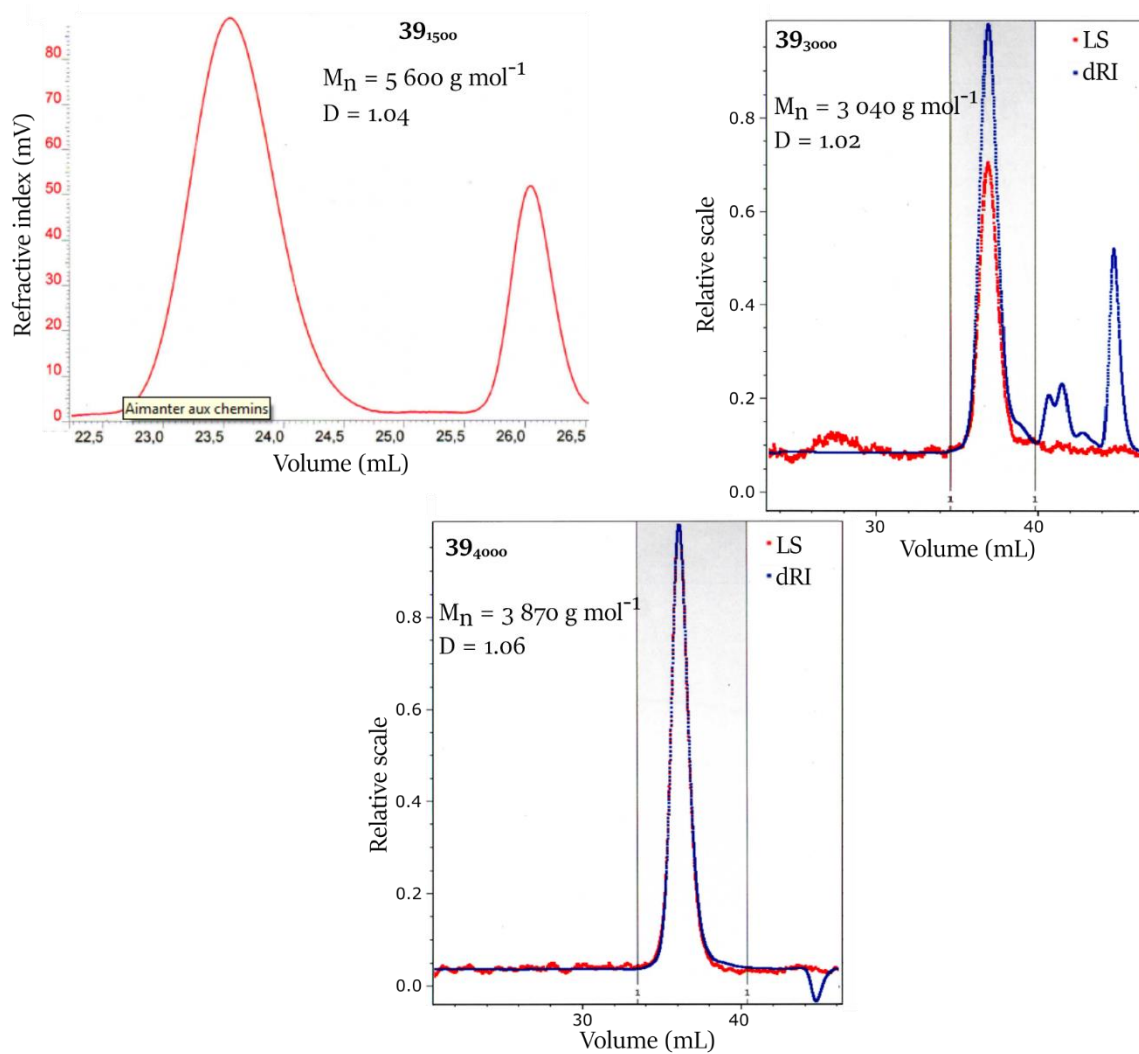 39₁₅₀₀
Mₙ = 5 600 g mol⁻¹
D = 1.04
Refractive index (mV)
80
70
60
50
40
30
20
10
0
Aimanter aux chemins
22,5 23,0 23,5 24,0 24,5 25,0 25,5 26,0 26,5
Volume (mL)
39₃₀₀₀
LS
dRI
Mₙ = 3 040 g mol⁻¹
D = 1.02
Relative scale
0.8
0.6
0.4
0.2
0.0
1 1
30 40
Volume (mL)
39₄₀₀₀
LS
dRI
Mₙ = 3 870 g mol⁻¹
D = 1.06
Relative scale
0.8
0.6
0.4
0.2
0.0
1 1
30 40
Volume (mL)